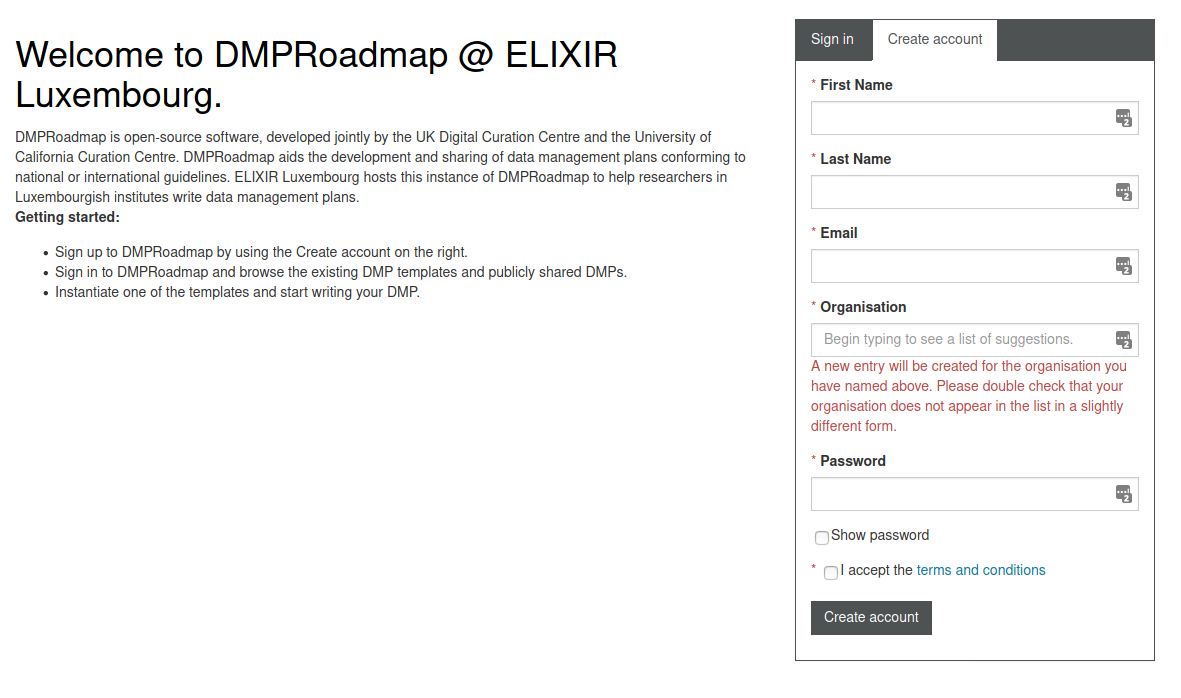 Welcome to DMPRoadmap @ ELIXIR
Luxembourg.
DMPRoadmap is open-source software, developed jointly by the UK Digital Curation Centre and the University of
California Curation Centre. DMPRoadmap aids the development and sharing of data management plans conforming to
national or international guidelines. ELIXIR Luxembourg hosts this instance of DMPRoadmap to help researchers in
Luxembourgish institutes write data management plans.
Getting started:
• Sign up to DMPRoadmap by using the Create account on the right.
• Sign in to DMPRoadmap and browse the existing DMP templates and publicly shared DMPs.
• Instantiate one of the templates and start writing your DMP.
Sign in Create account
* First Name
2
* Last Name
2
* Email
2
* Organisation
Begin typing to see a list of suggestions. 2
A new entry will be created for the organisation you
have named above. Please double check that your
organisation does not appear in the list in a slightly
different form.
* Password
2
Show password
* I accept the terms and conditions
Create account